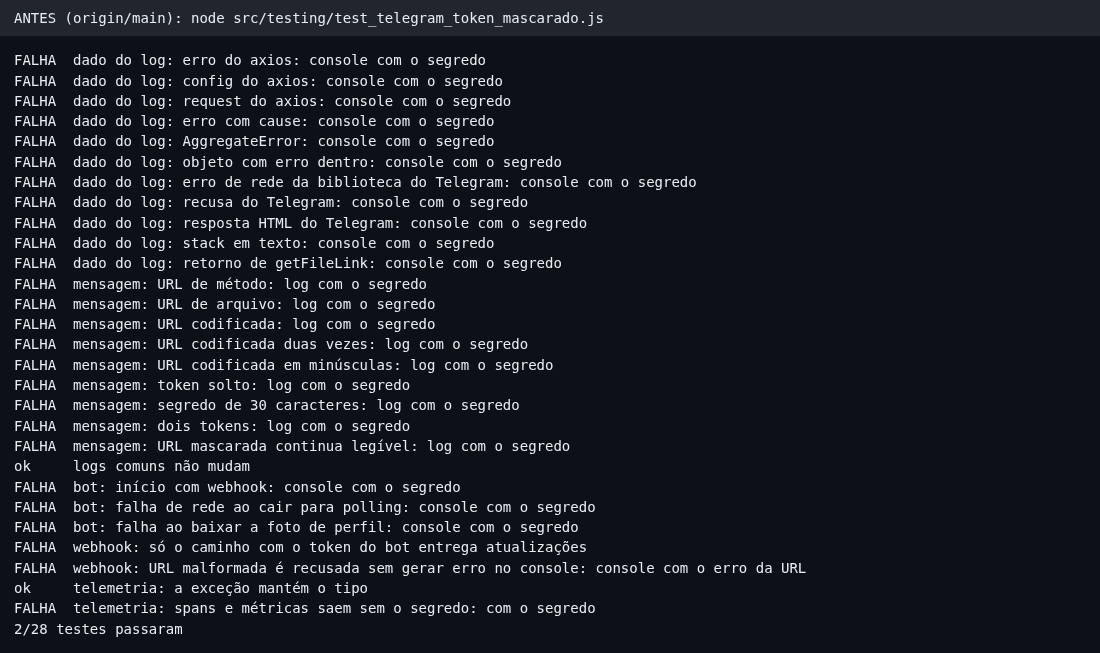 ANTES (origin/main): node src/testing/test_telegram_token_mascarado.js
FALHA  dado do log: erro do axios: console com o segredo
FALHA  dado do log: config do axios: console com o segredo
FALHA  dado do log: request do axios: console com o segredo
FALHA  dado do log: erro com cause: console com o segredo
FALHA  dado do log: AggregateError: console com o segredo
FALHA  dado do log: objeto com erro dentro: console com o segredo
FALHA  dado do log: erro de rede da biblioteca do Telegram: console com o segredo
FALHA  dado do log: recusa do Telegram: console com o segredo
FALHA  dado do log: resposta HTML do Telegram: console com o segredo
FALHA  dado do log: stack em texto: console com o segredo
FALHA  dado do log: retorno de getFileLink: console com o segredo
FALHA  mensagem: URL de método: log com o segredo
FALHA  mensagem: URL de arquivo: log com o segredo
FALHA  mensagem: URL codificada: log com o segredo
FALHA  mensagem: URL codificada duas vezes: log com o segredo
FALHA  mensagem: URL codificada em minúsculas: log com o segredo
FALHA  mensagem: token solto: log com o segredo
FALHA  mensagem: segredo de 30 caracteres: log com o segredo
FALHA  mensagem: dois tokens: log com o segredo
FALHA  mensagem: URL mascarada continua legível: log com o segredo
ok     logs comuns não mudam
FALHA  bot: início com webhook: console com o segredo
FALHA  bot: falha de rede ao cair para polling: console com o segredo
FALHA  bot: falha ao baixar a foto de perfil: console com o segredo
FALHA  webhook: só o caminho com o token do bot entrega atualizações
FALHA  webhook: URL malformada é recusada sem gerar erro no console: console com o erro da URL
ok     telemetria: a exceção mantém o tipo
FALHA  telemetria: spans e métricas saem sem o segredo: com o segredo
2/28 testes passaram